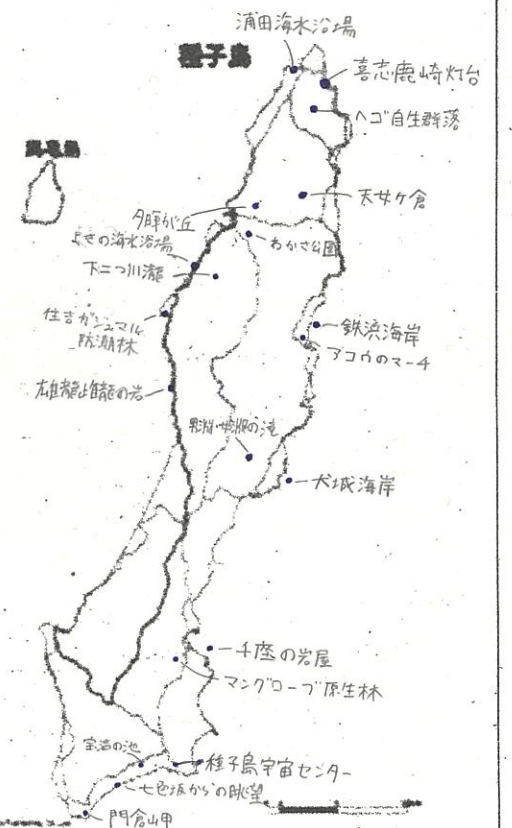 浦田海水浴場
種子島
喜志鹿崎灯台
ヘゴ自生群落
馬毛島
天女ケ倉
夕暉が丘
わかさ公園
よきの海水浴場
下二つ川瀧
住吉ガジュマル
防潮林
鉄浜海岸
アコウのマーチ
雄龍雌龍の岩
犬城海岸
千座の岩屋
マングローブ原生林
宝満の池
種子島宇宙センター
七色坂からの眺望
門倉岬